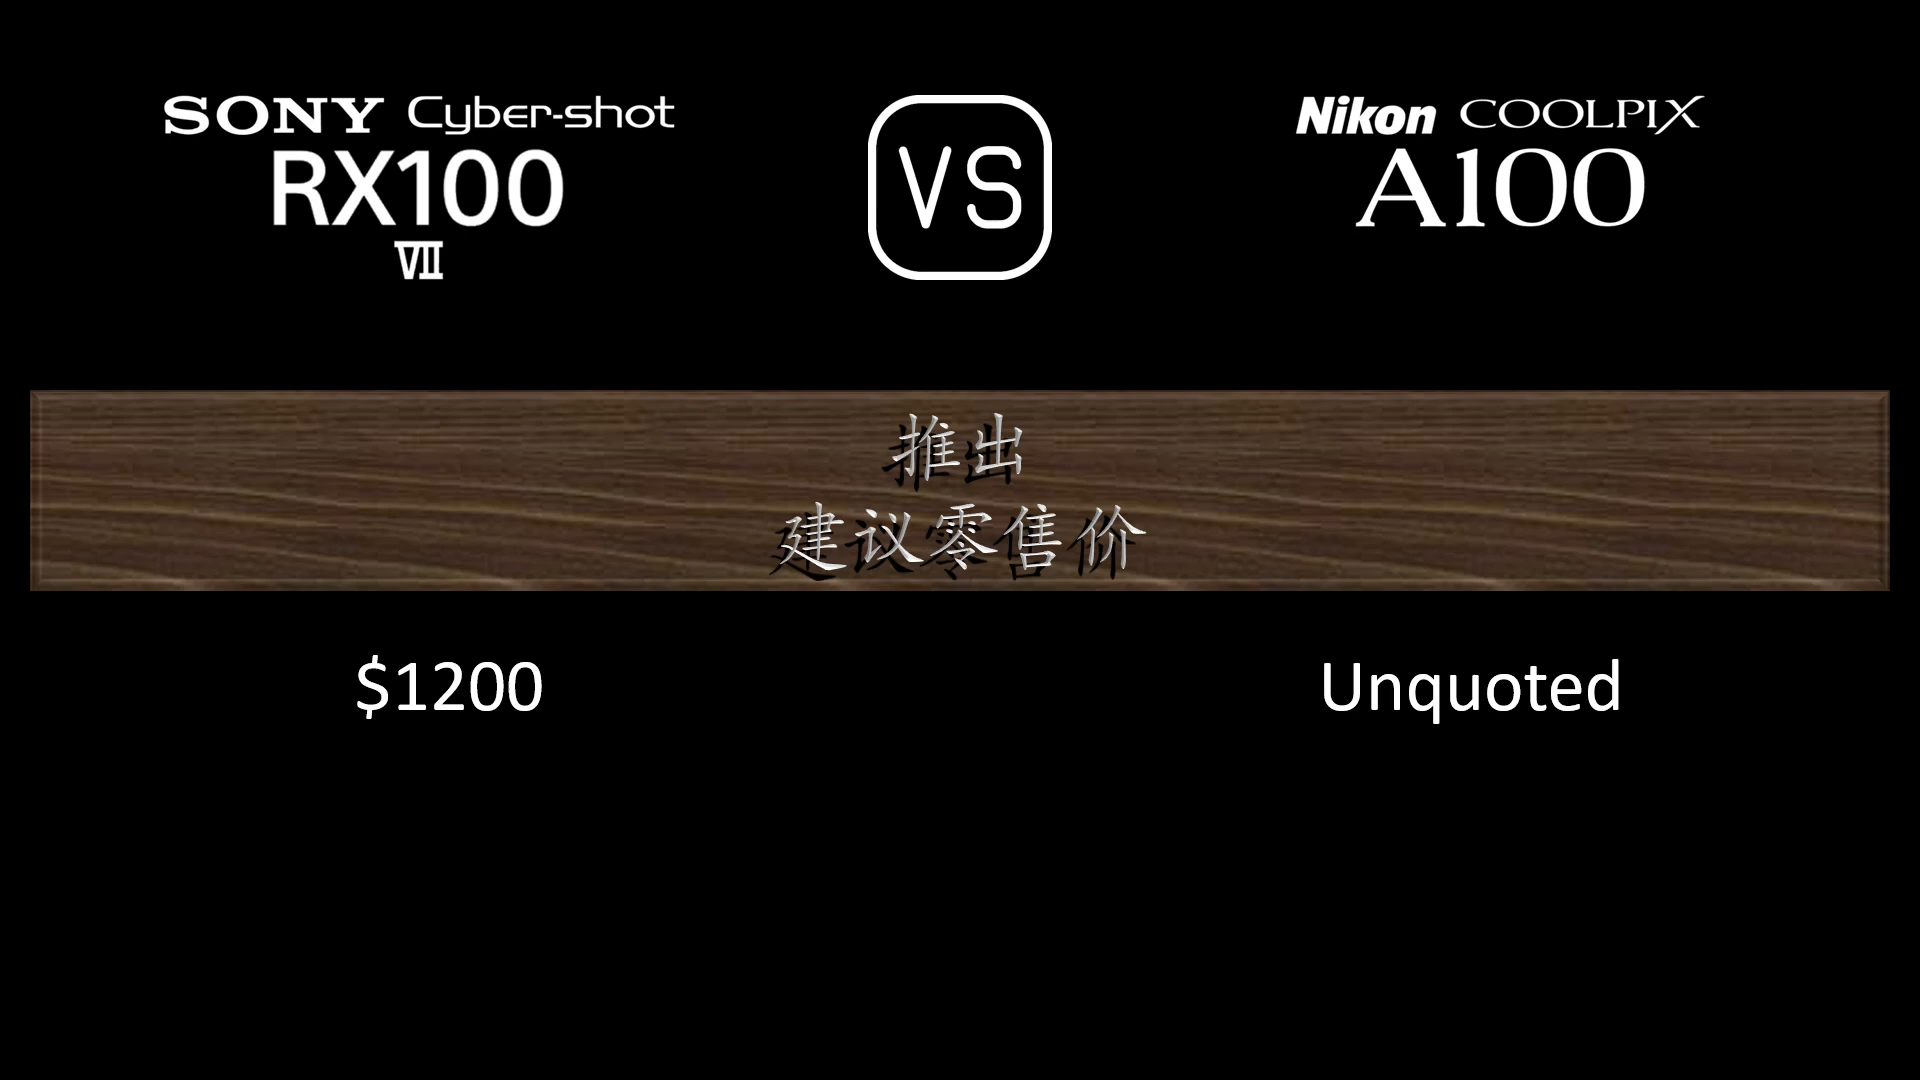 SONY Cyber-shot
RX100
VII
VS
Nikon COOLPIX
A100
推出
建议零售价
$1200
Unquoted